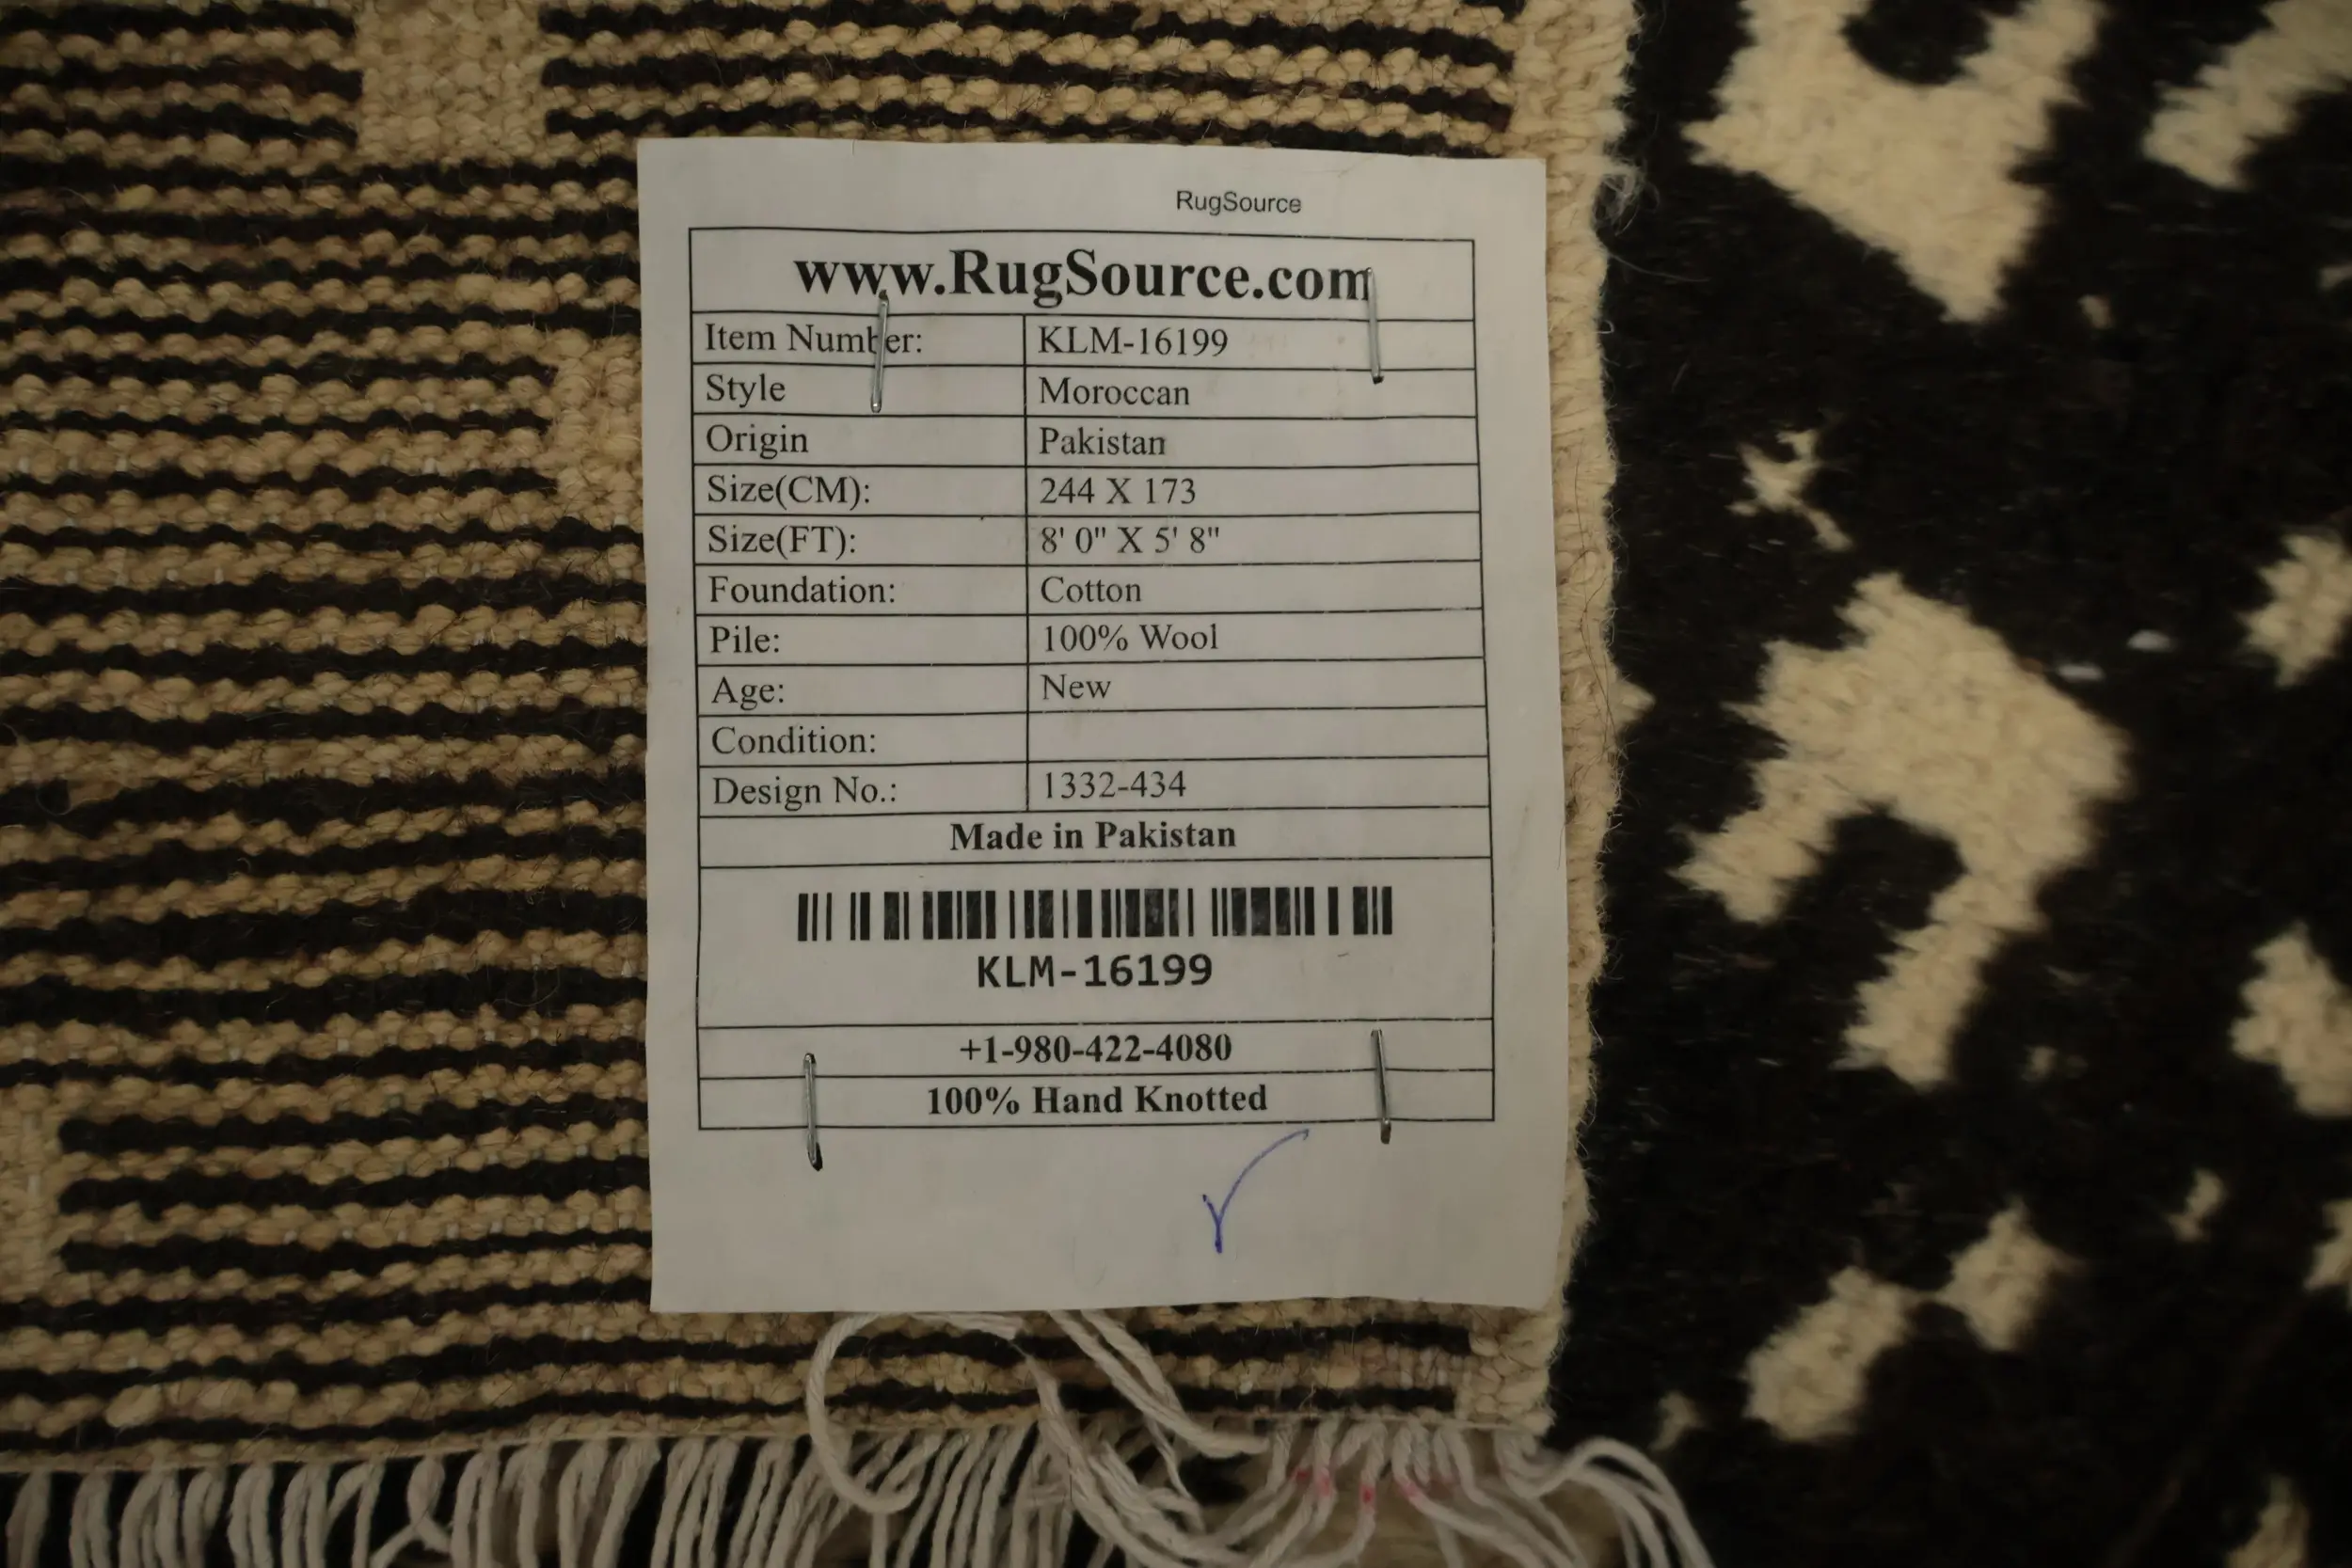 RugSource
www.RugSource.com
Item Number: KLM-16199
Style Moroccan
Origin Pakistan
Size(CM): 244 X 173
Size(FT): 8' 0" X 5' 8"
Foundation: Cotton
Pile: 100% Wool
Age: New
Condition:
Design No.: 1332-434
Made in Pakistan
KLM-16199
+1-980-422-4080
100% Hand Knotted